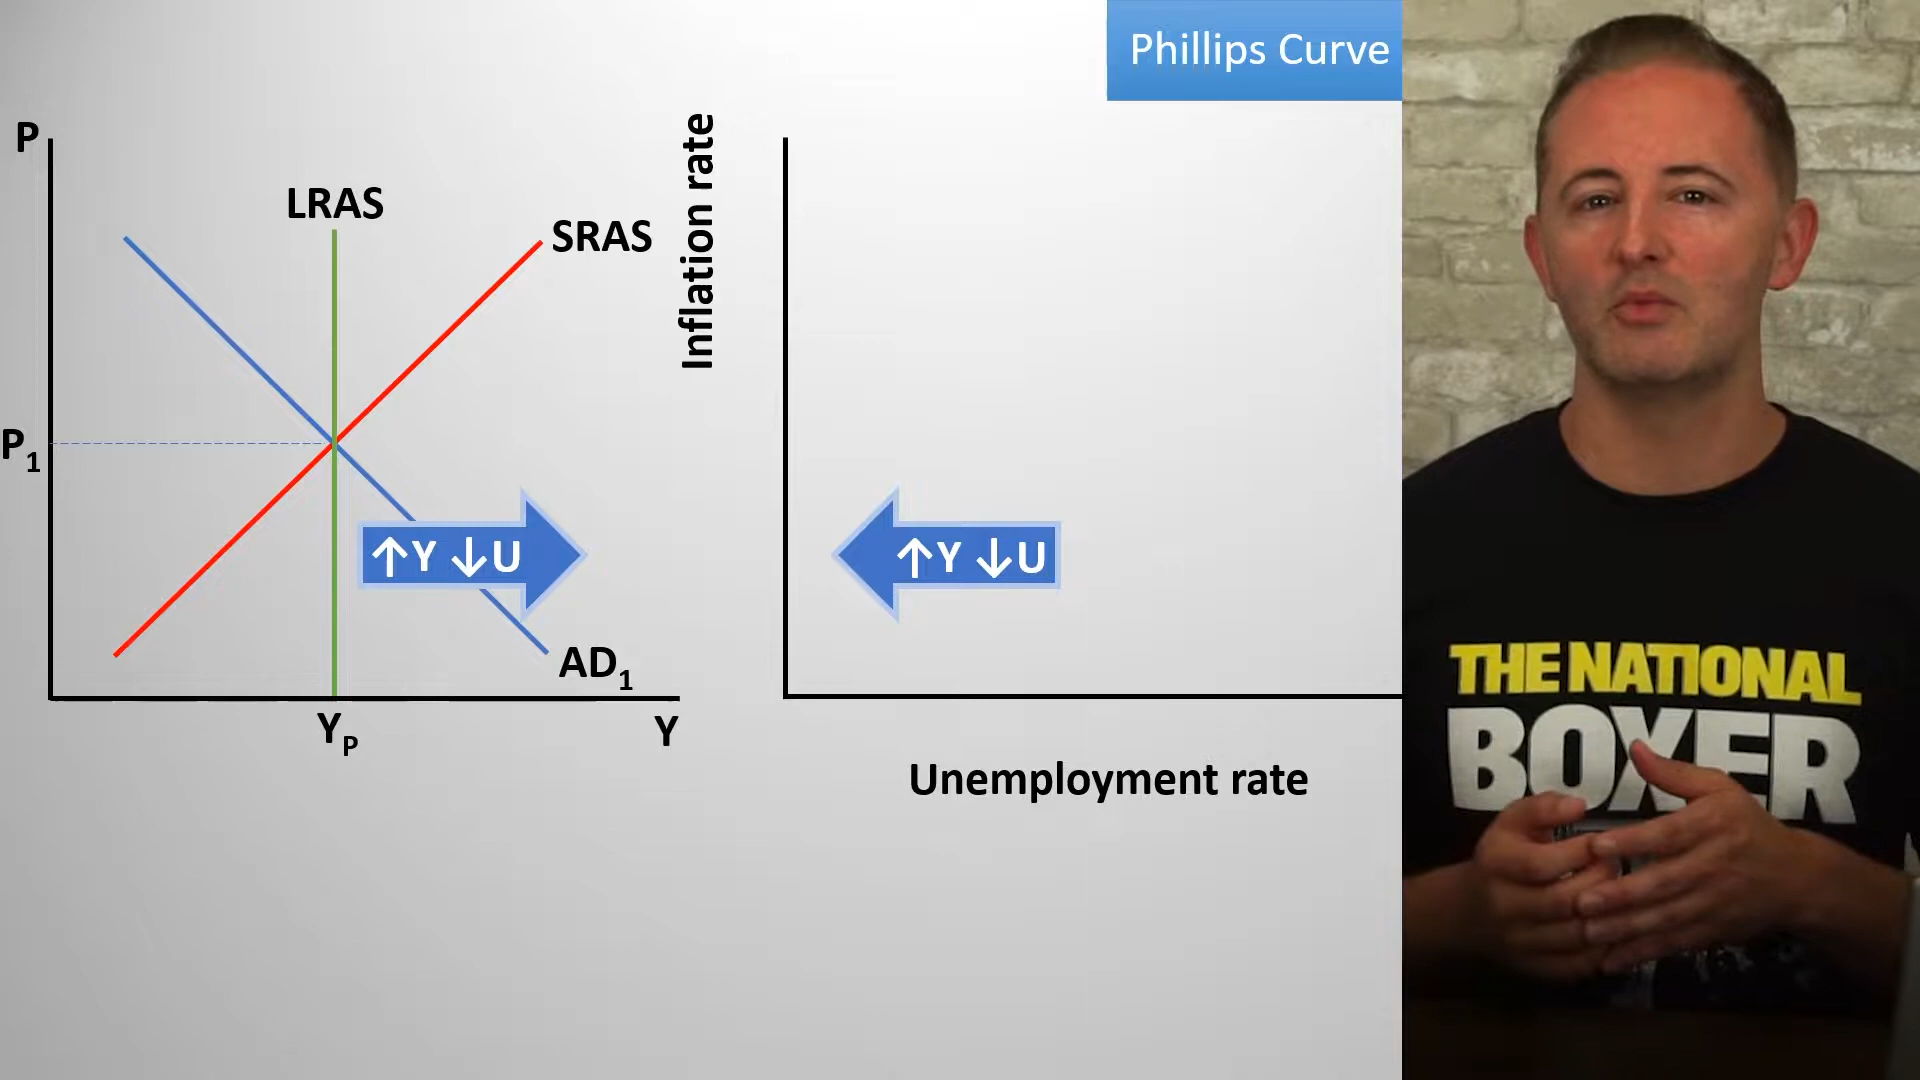 Phillips Curve
P
LRAS
SRAS
P1
↑Y ↓U
AD1
YP
Y
Inflation rate
↑Y ↓U
Unemployment rate
THE NATIONAL
BOXER